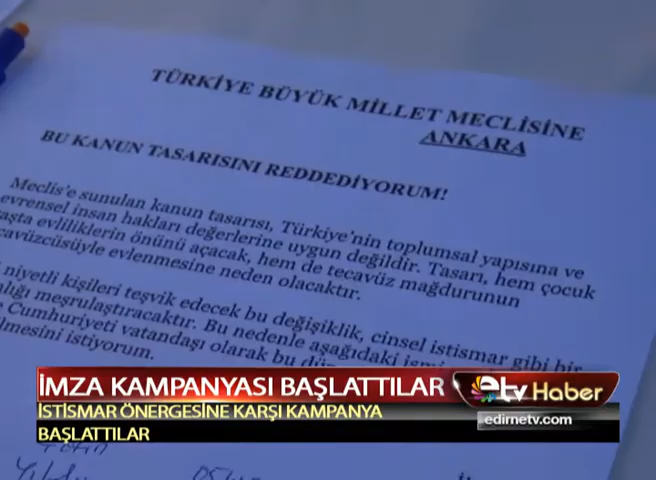 TÜRKİYE BÜYÜK MİLLET MECLİSİNE
ANKARA
BU KANUN TASARISINI REDDEDİYORUM!
Meclis'e sunulan kanun tasarısı, Türkiye'nin toplumsal yapısına ve
evrensel insan hakları değerlerine uygun değildir. Tasarı, hem çocuk
evliliklerin önünü açacak, hem de tecavüz mağdurunun
evlenmesine neden olacaktır.
niyetli kişileri teşvik edecek bu değişiklik, cinsel istismar gibi bir
meşrulaştıracaktır. Bu nedenle aşağıdaki
Cumhuriyeti vatandaşı olarak bu
istiyorum.
İMZA KAMPANYASI BAŞLATTILAR
etv Haber
İSTİSMAR ÖNERGESİNE KARŞI KAMPANYA
BAŞLATTILAR
edirnetv.com